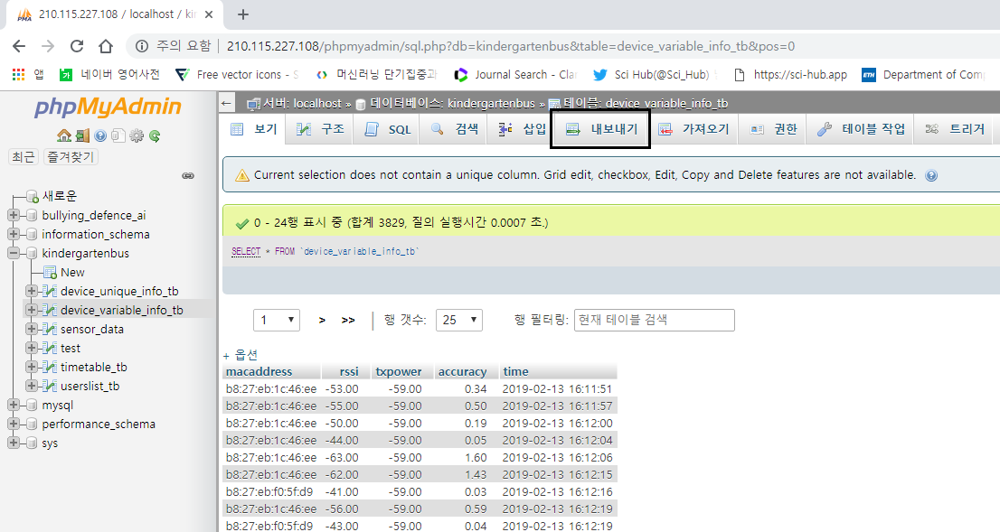 210.115.227.108 / localhost / kin
주의 요함 210.115.227.108/phpmyadmin/sql.php?db=kindergartenbus&table=device_variable_info_tb&pos=0
앱 네이버 영어사전 Free vector icons - 머신러닝 단기집중 Journal Search - Cla Sci Hub(@Sci_Hub) https://sci-hub.app ETH Department of Com
phpMyAdmin
최근 즐겨찾기
새로운
bullying_defence_ai
information_schema
kindergartenbus
New
device_unique_info_tb
device_variable_info_tb
sensor_data
test
timetable_tb
userslist_tb
mysql
performance_schema
sys
서버: localhost » 데이터베이스: kindergartenbus » 테이블: device_variable_info_tb
보기 구조 SQL 검색 삽입 내보내기 가져오기 권한 테이블 작업 트리거
Current selection does not contain a unique column. Grid edit, checkbox, Edit, Copy and Delete features are not available.
0 - 24행 표시 중 (합계 3829, 질의 실행시간 0.0007 초.)
SELECT * FROM `device_variable_info_tb`
1 > >> | 행 갯수: 25 행 필터링: 현재 테이블 검색
+ 옵션
macaddress rssi txpower accuracy time
b8:27:eb:1c:46:ee -53.00 -59.00 0.34 2019-02-13 16:11:51
b8:27:eb:1c:46:ee -55.00 -59.00 0.50 2019-02-13 16:11:57
b8:27:eb:1c:46:ee -50.00 -59.00 0.19 2019-02-13 16:12:00
b8:27:eb:1c:46:ee -44.00 -59.00 0.05 2019-02-13 16:12:04
b8:27:eb:1c:46:ee -63.00 -59.00 1.60 2019-02-13 16:12:06
b8:27:eb:1c:46:ee -62.00 -59.00 1.43 2019-02-13 16:12:15
b8:27:eb:f0:5f:d9 -41.00 -59.00 0.03 2019-02-13 16:12:16
b8:27:eb:1c:46:ee -56.00 -59.00 0.59 2019-02-13 16:12:19
b8:27:eb:f0:5f:d9 -43.00 -59.00 0.04 2019-02-13 16:12:19